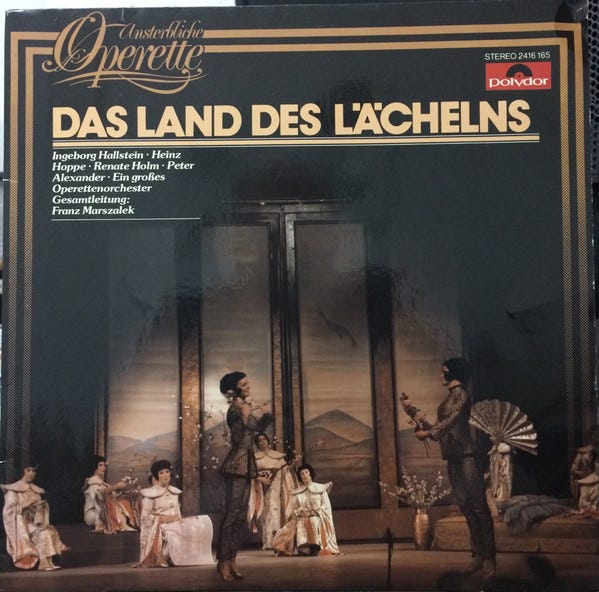 Unsterbliche
Operette
STEREO 2416 165
polydor
DAS LAND DES LÄCHELNS
Ingeborg Hallstein · Heinz
Hoppe · Renate Holm · Peter
Alexander · Ein großes
Operettenorchester
Gesamtleitung:
Franz Marszalek